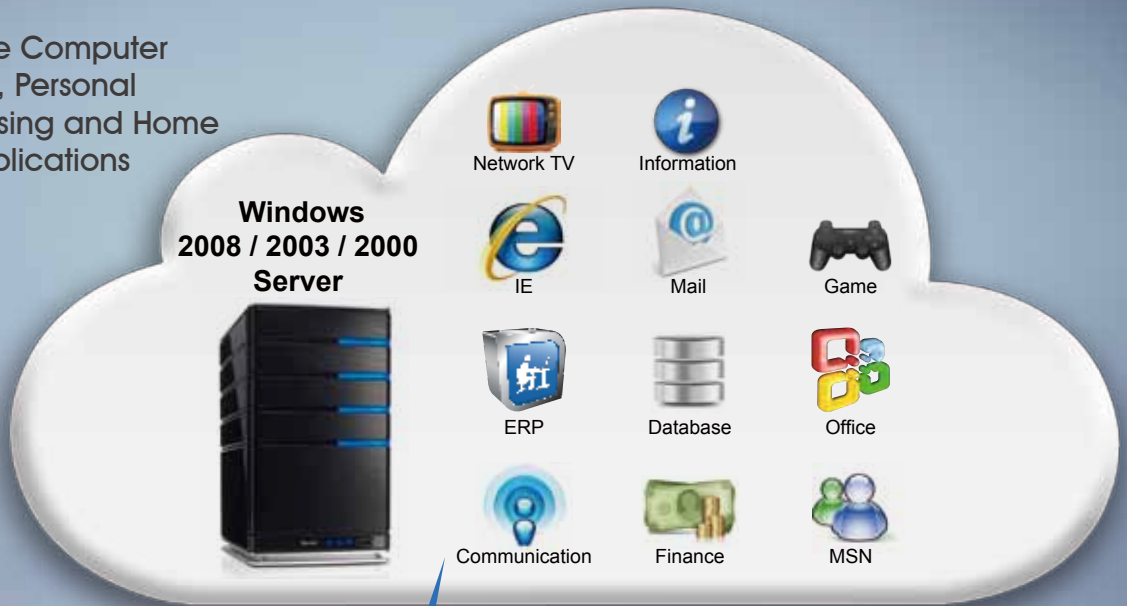 e Computer
, Personal
sing and Home
plications
Windows
2008 / 2003 / 2000
Server
Network TV
Information
IE
Mail
Game
ERP
Database
Office
Communication
Finance
MSN